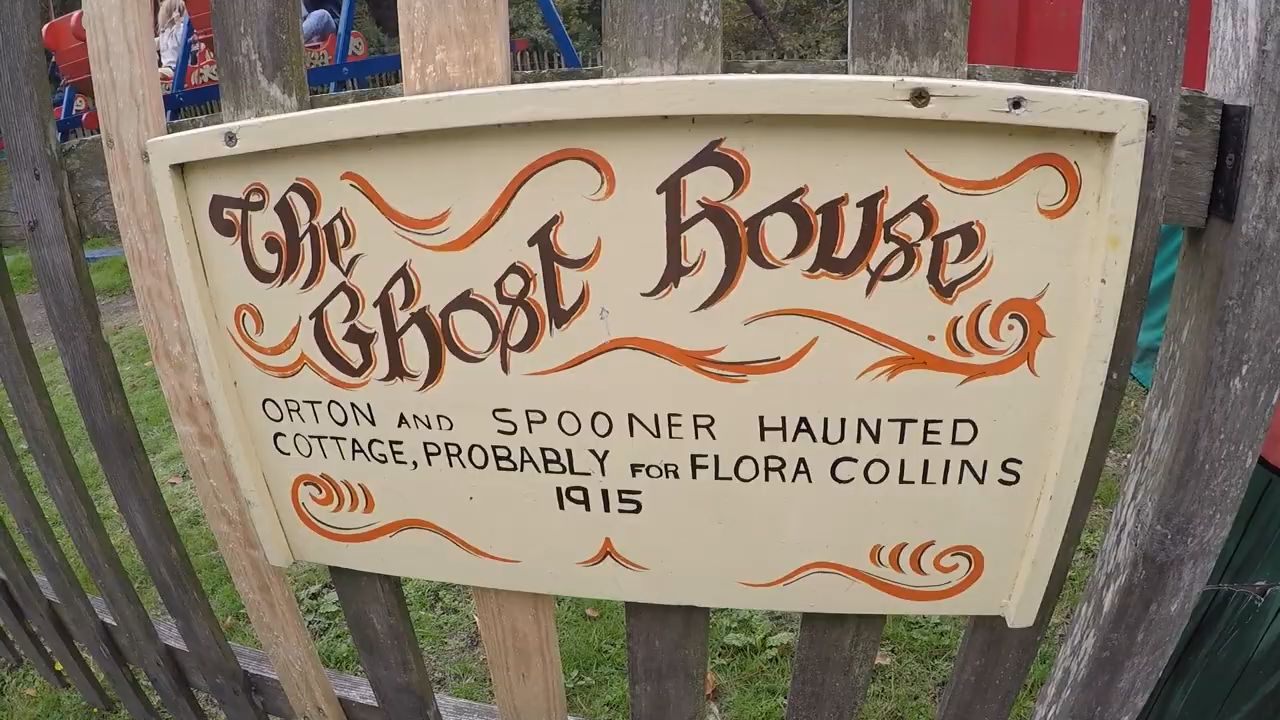 The
Ghost House
ORTON AND SPOONER HAUNTED
COTTAGE, PROBABLY FOR FLORA COLLINS
1915